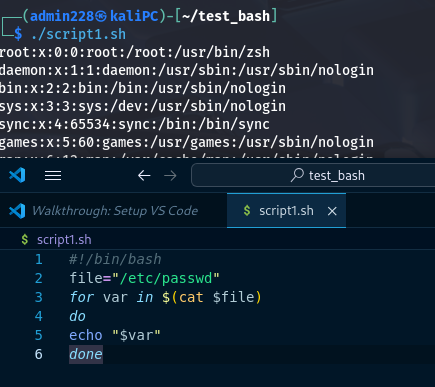 (admin228㉿kaliPC)-[~/test_bash]
$ ./script1.sh
root:x:0:0:root:/root:/usr/bin/zsh
daemon:x:1:1:daemon:/usr/sbin:/usr/sbin/nologin
bin:x:2:2:bin:/bin:/usr/sbin/nologin
sys:x:3:3:sys:/dev:/usr/sbin/nologin
sync:x:4:65534:sync:/bin:/bin/sync
games:x:5:60:games:/usr/games:/usr/sbin/nologin
test_bash
Walkthrough: Setup VS Code
$ script1.sh
$ script1.sh
1 #!/bin/bash
2 file="/etc/passwd"
3 for var in $(cat $file)
4 do
5 echo "$var"
6 done